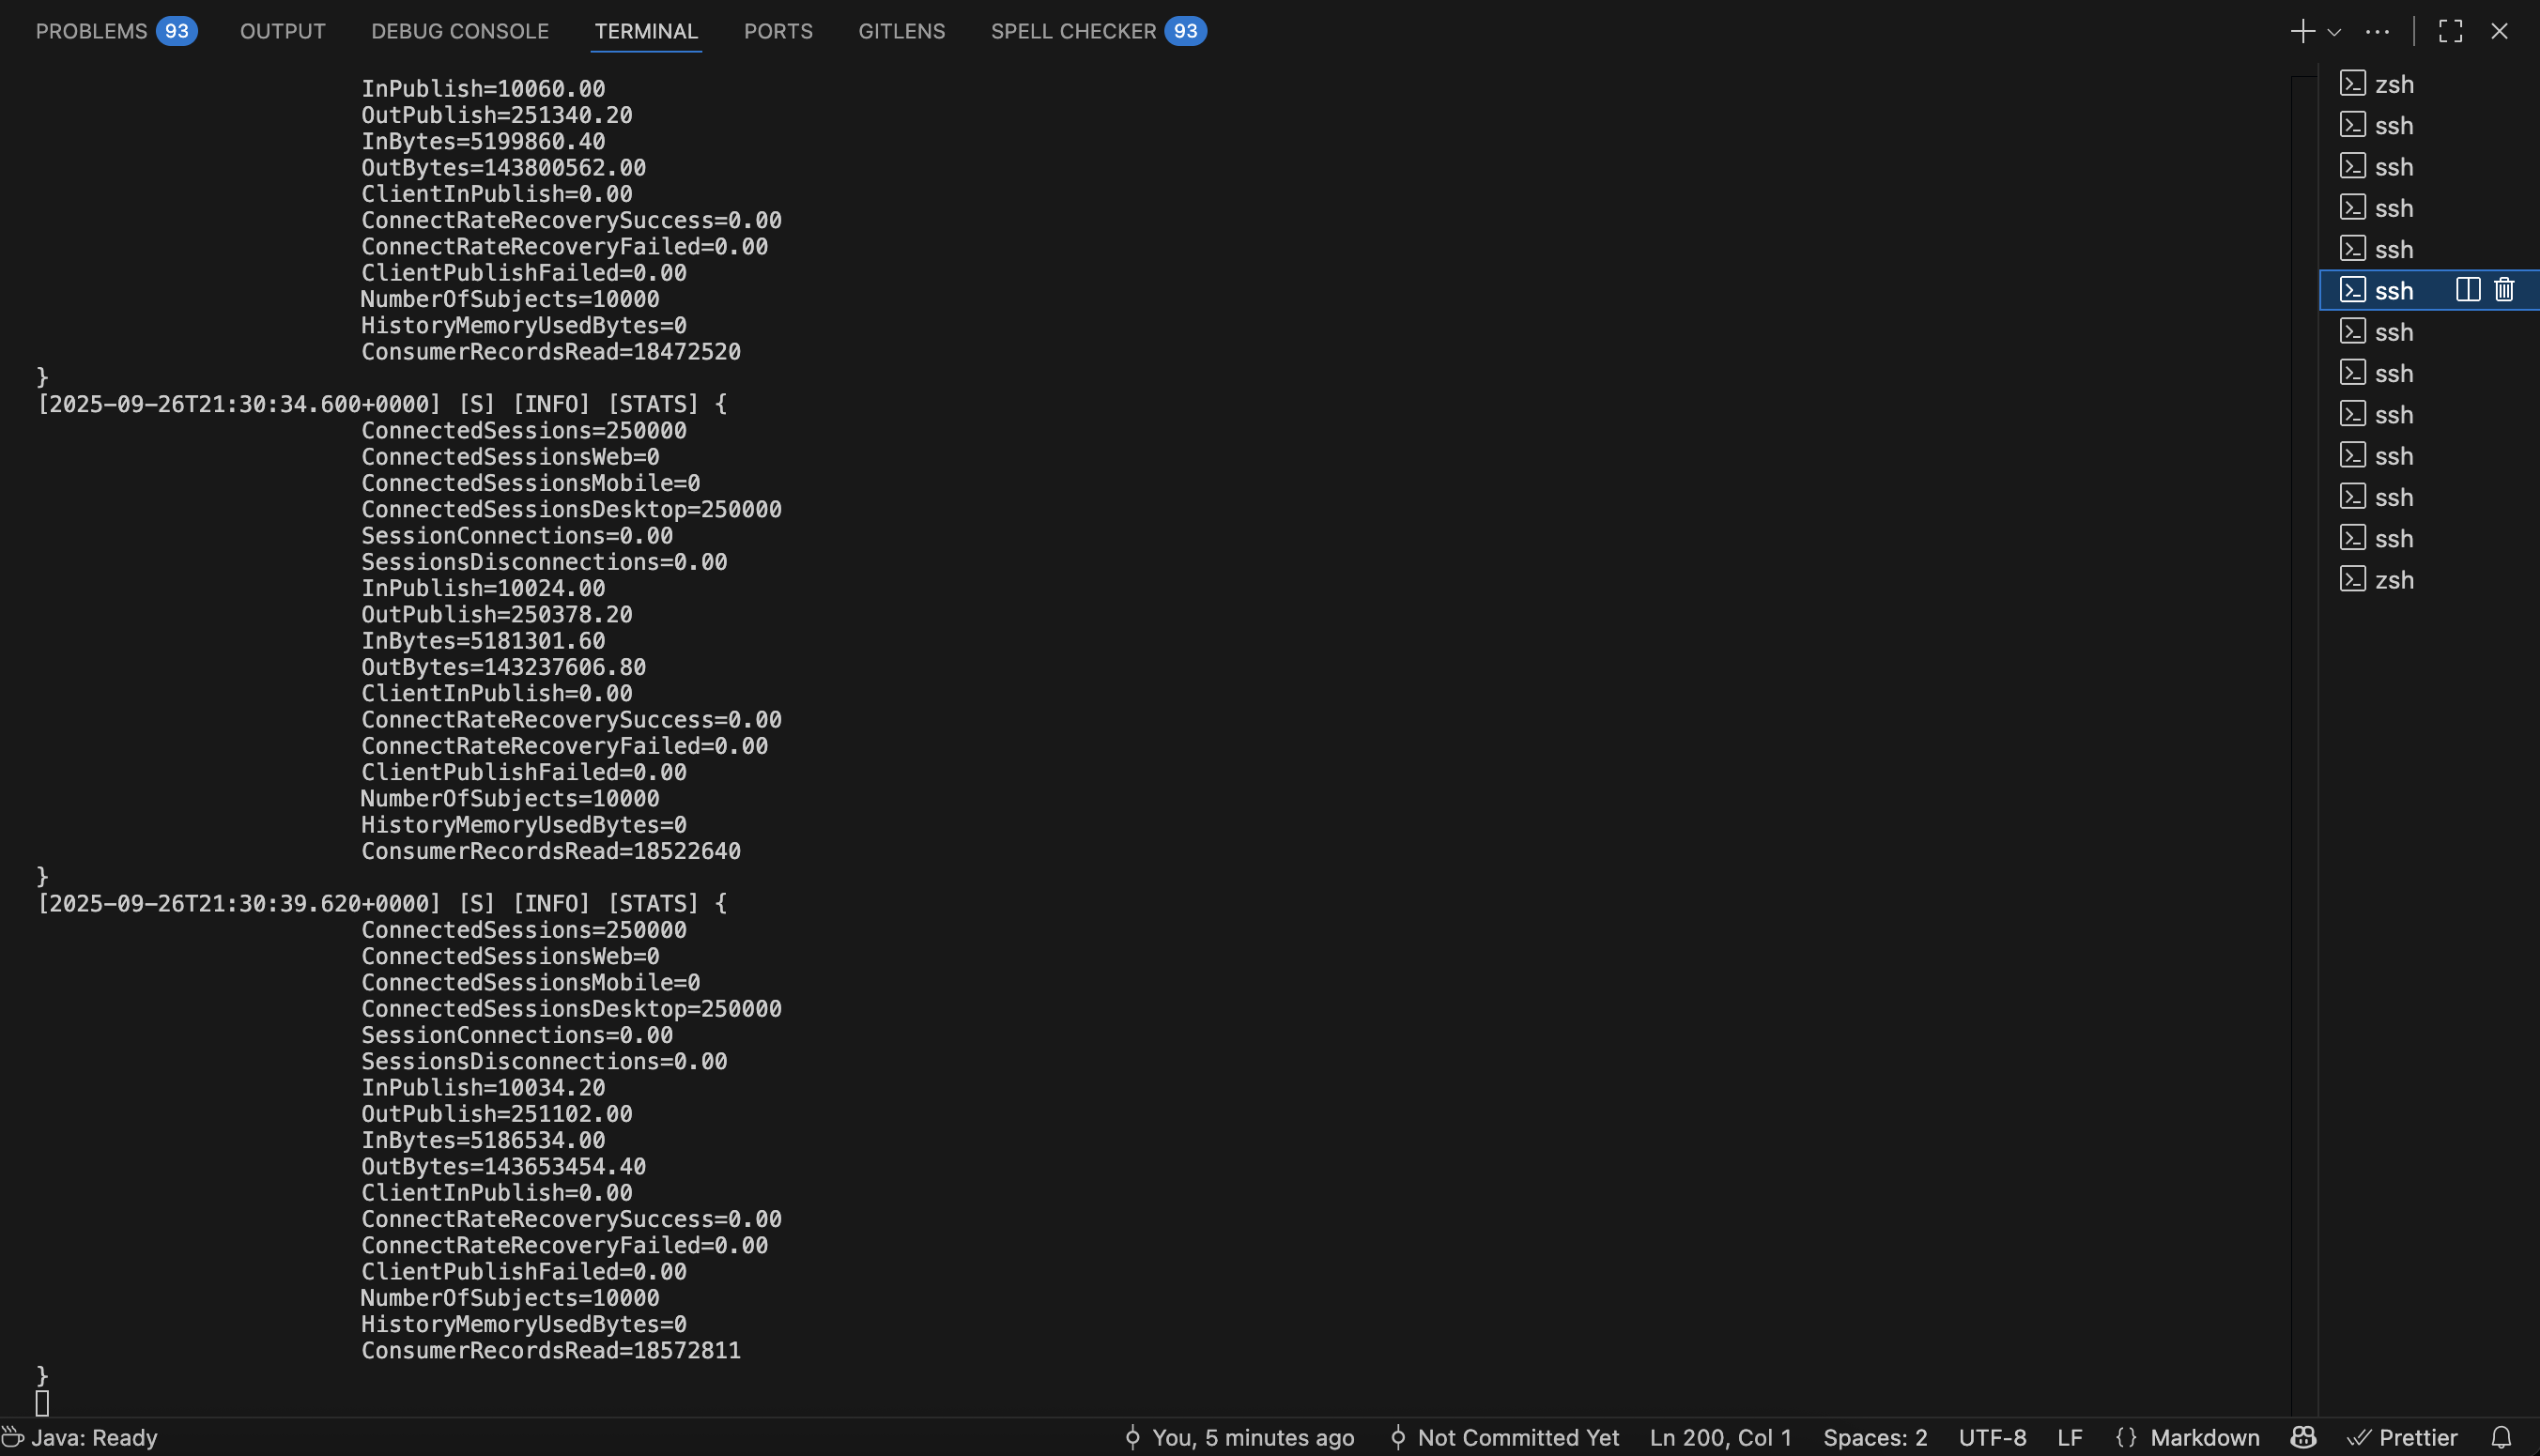 PROBLEMS 93 OUTPUT DEBUG CONSOLE TERMINAL PORTS GITLENS SPELL CHECKER 93
InPublish=10060.00
OutPublish=251340.20
InBytes=5199860.40
OutBytes=143800562.00
ClientInPublish=0.00
ConnectRateRecoverySuccess=0.00
ConnectRateRecoveryFailed=0.00
ClientPublishFailed=0.00
NumberOfSubjects=10000
HistoryMemoryUsedBytes=0
ConsumerRecordsRead=18472520
}
[2025-09-26T21:30:34.600+0000] [S] [INFO] [STATS] {
ConnectedSessions=250000
ConnectedSessionsWeb=0
ConnectedSessionsMobile=0
ConnectedSessionsDesktop=250000
SessionConnections=0.00
SessionsDisconnections=0.00
InPublish=10024.00
OutPublish=250378.20
InBytes=5181301.60
OutBytes=143237606.80
ClientInPublish=0.00
ConnectRateRecoverySuccess=0.00
ConnectRateRecoveryFailed=0.00
ClientPublishFailed=0.00
NumberOfSubjects=10000
HistoryMemoryUsedBytes=0
ConsumerRecordsRead=18522640
}
[2025-09-26T21:30:39.620+0000] [S] [INFO] [STATS] {
ConnectedSessions=250000
ConnectedSessionsWeb=0
ConnectedSessionsMobile=0
ConnectedSessionsDesktop=250000
SessionConnections=0.00
SessionsDisconnections=0.00
InPublish=10034.20
OutPublish=251102.00
InBytes=5186534.00
OutBytes=143653454.40
ClientInPublish=0.00
ConnectRateRecoverySuccess=0.00
ConnectRateRecoveryFailed=0.00
ClientPublishFailed=0.00
NumberOfSubjects=10000
HistoryMemoryUsedBytes=0
ConsumerRecordsRead=18572811
}
zsh
ssh
ssh
ssh
ssh
ssh
ssh
ssh
ssh
ssh
ssh
ssh
zsh
Java: Ready You, 5 minutes ago Not Committed Yet Ln 200, Col 1 Spaces: 2 UTF-8 LF {} Markdown Prettier